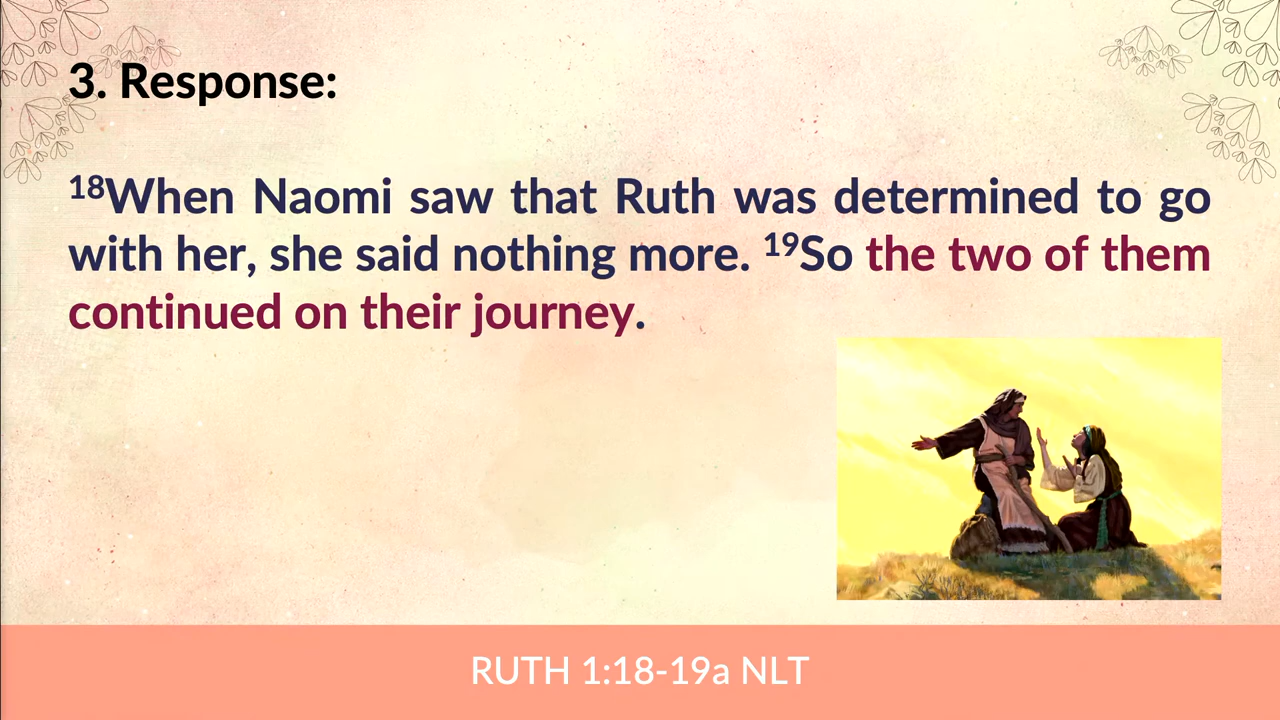 3. Response:
¹⁸When Naomi saw that Ruth was determined to go
with her, she said nothing more. ¹⁹So the two of them
continued on their journey.
RUTH 1:18-19a NLT